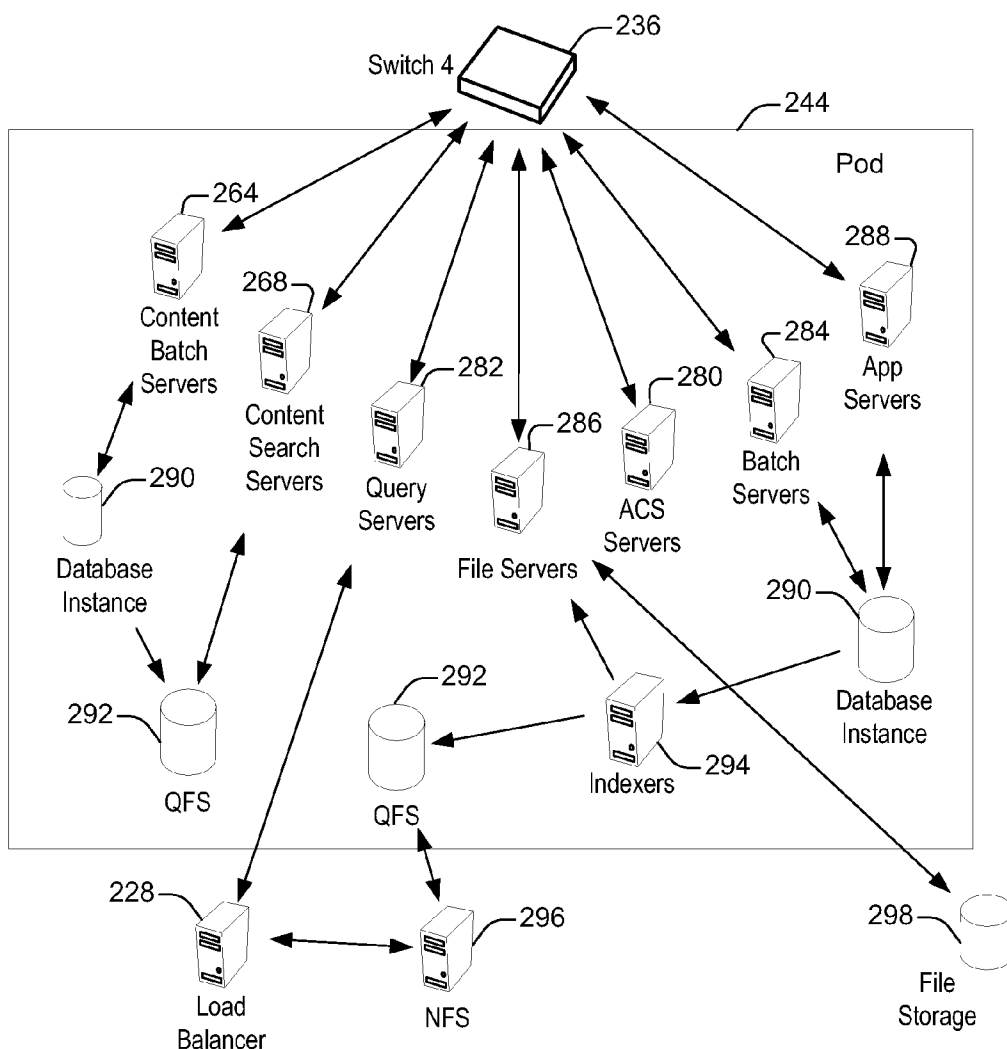 236
Switch 4
244
Pod
264
Content
Batch
Servers
268
Content
Search
Servers
282
Query
Servers
286
File Servers
280
ACS
Servers
284
Batch
Servers
288
App
Servers
290
Database
Instance
290
Database
Instance
292
QFS
292
QFS
294
Indexers
228
Load
Balancer
296
NFS
298
File
Storage